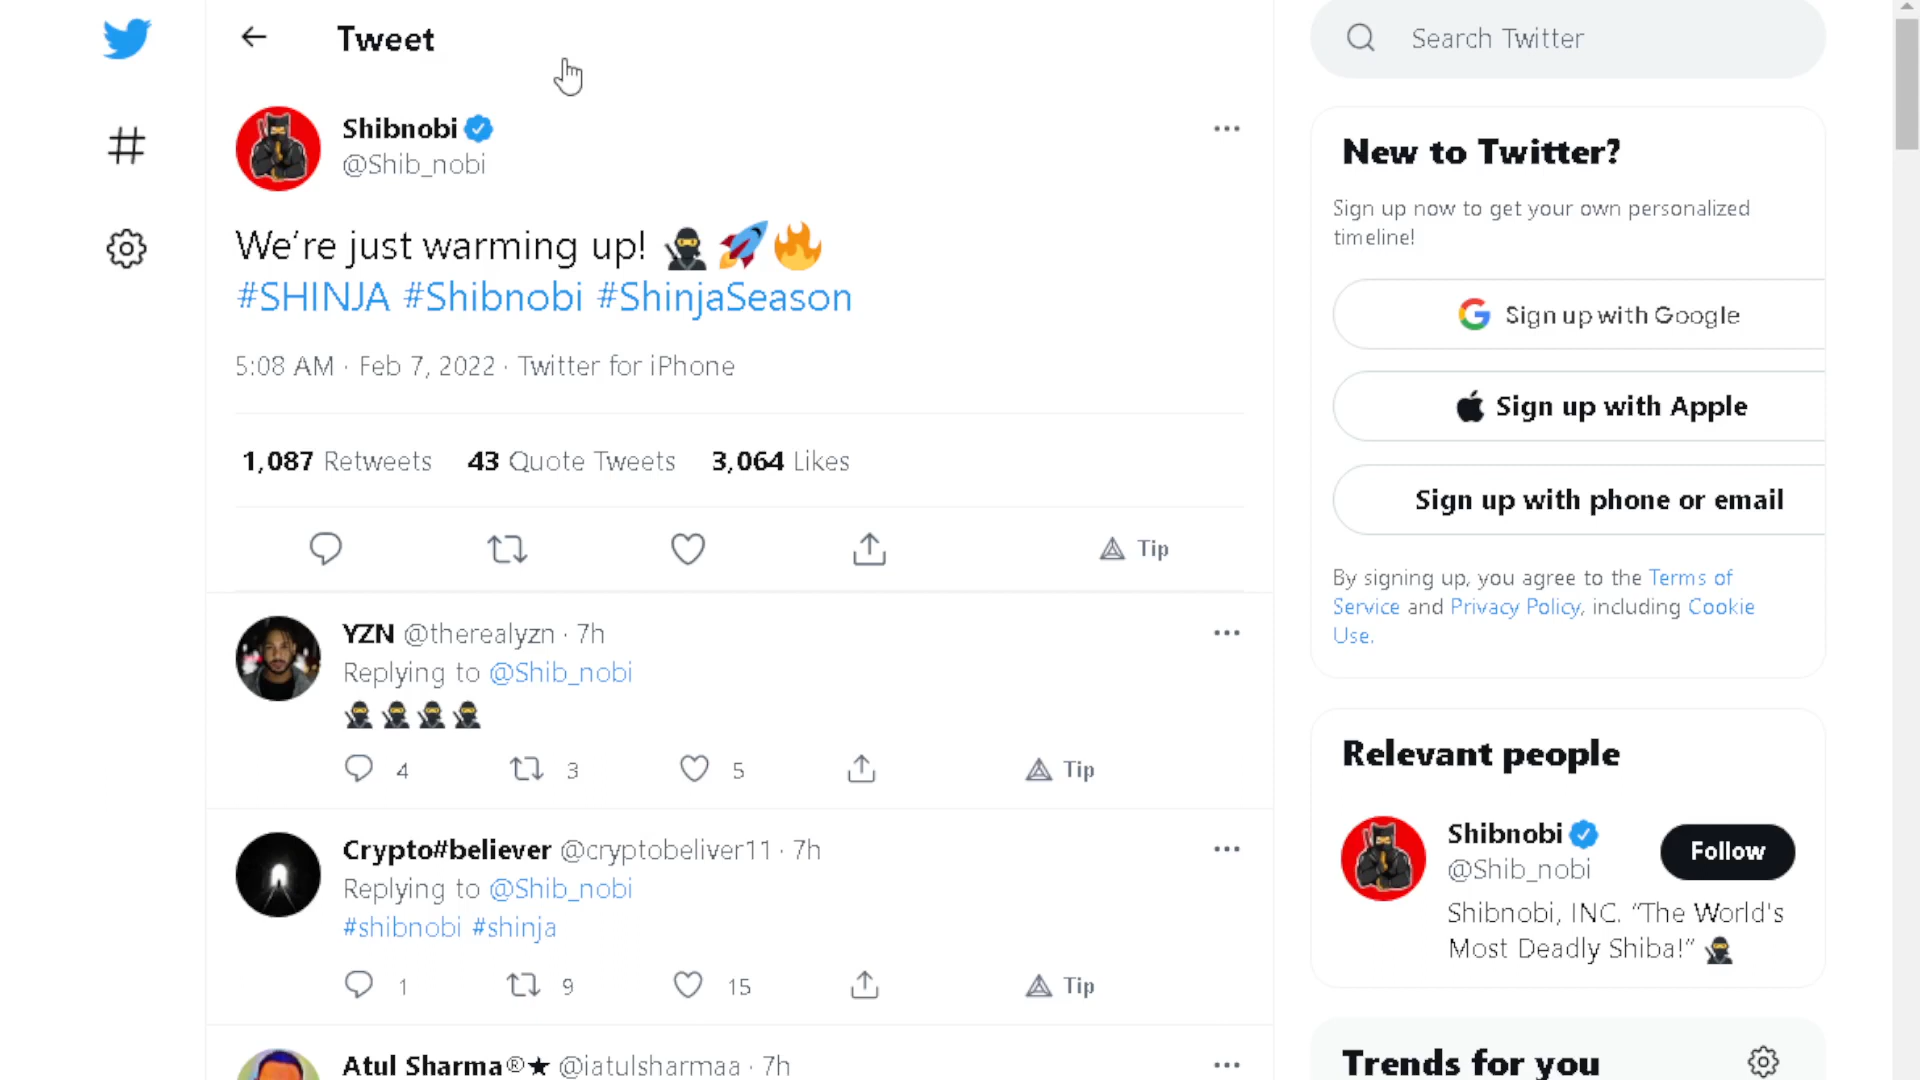 Tweet
Shibnobi
@Shib_nobi
We're just warming up! 🥷🚀🔥
#SHINJA #Shibnobi #ShinjaSeason
5:08 AM · Feb 7, 2022 · Twitter for iPhone
1,087 Retweets 43 Quote Tweets 3,064 Likes
Tip
YZN @therealyzn · 7h
Replying to @Shib_nobi
🥷🥷🥷🥷
4 3 5 Tip
Crypto#believer @cryptobeliver11 · 7h
Replying to @Shib_nobi
#shibnobi #shinja
1 9 15 Tip
Atul Sharma®★ @iatulsharmaa · 7h
Search Twitter
New to Twitter?
Sign up now to get your own personalized
timeline!
Sign up with Google
Sign up with Apple
Sign up with phone or email
By signing up, you agree to the Terms of
Service and Privacy Policy, including Cookie
Use.
Relevant people
Shibnobi
@Shib_nobi
Follow
Shibnobi, INC. “The World's
Most Deadly Shiba!” 🥷
Trends for you